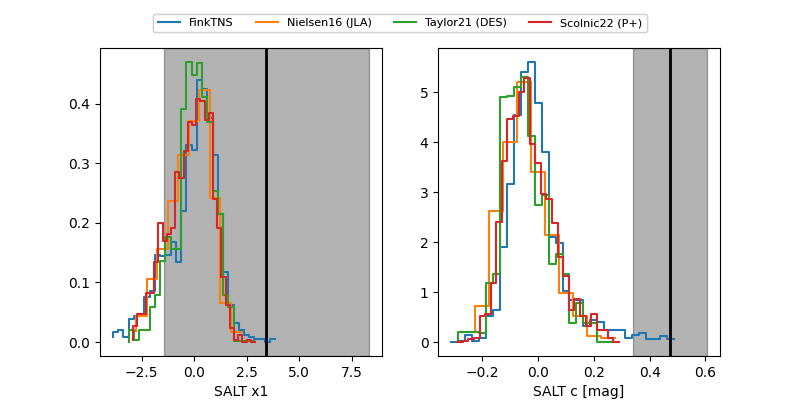 FinkTNS Nielsen16 (JLA) Taylor21 (DES) Scolnic22 (P+)
0.4
0.3
0.2
0.1
0.0
−2.5 0.0 2.5 5.0 7.5
SALT x1
5
4
3
2
1
0
−0.2 0.0 0.2 0.4 0.6
SALT c [mag]